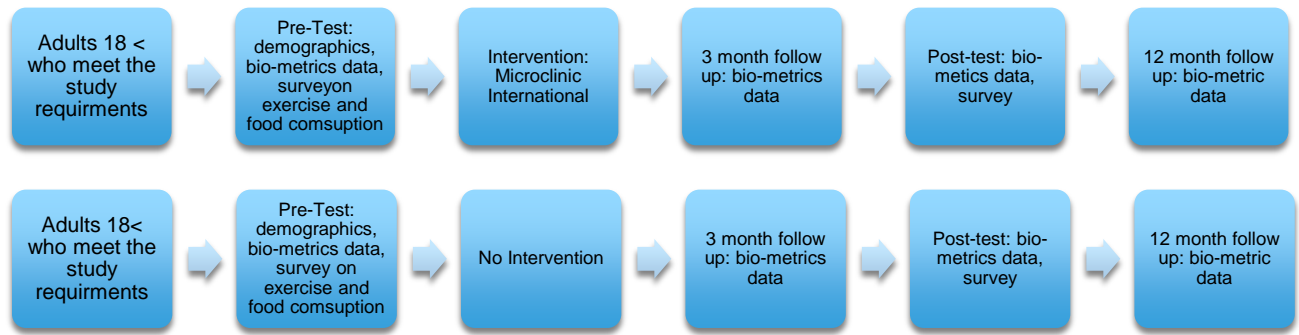 Adults 18 <
who meet the
study
requirments
Pre-Test:
demographics,
bio-metrics data,
surveyon
exercise and
food comsuption
Intervention:
Microclinic
International
3 month follow
up: bio-metrics
data
Post-test: bio-
metics data,
survey
12 month follow
up: bio-metric
data
Adults 18<
who meet the
study
requirments
Pre-Test:
demographics,
bio-metrics data,
survey on
exercise and
food comsuption
No Intervention
3 month follow
up: bio-metrics
data
Post-test: bio-
metrics data,
survey
12 month follow
up: bio-metric
data